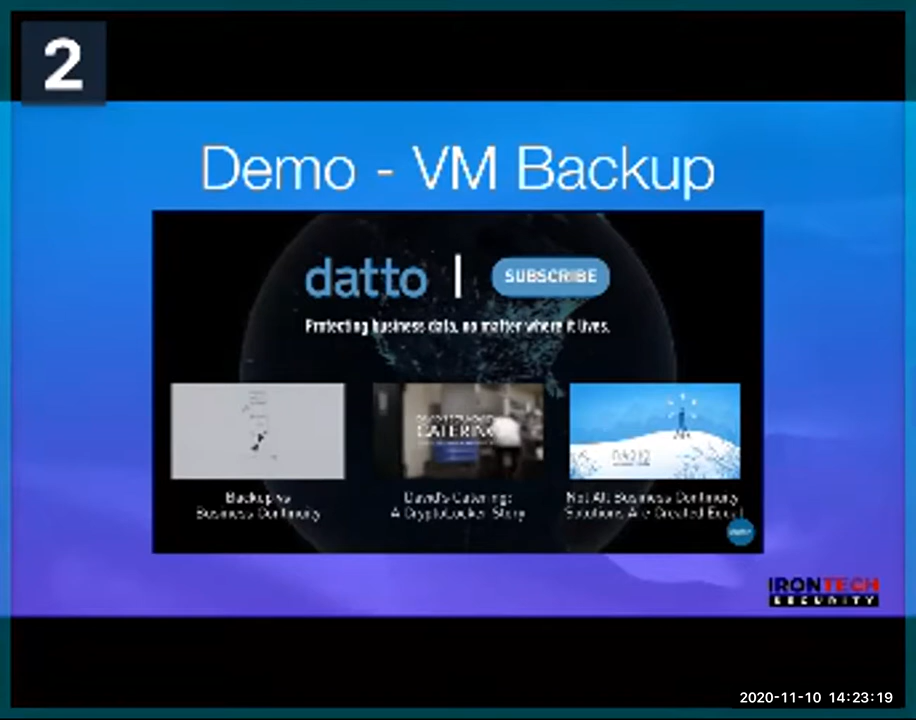 2
Demo - VM Backup
datto | SUBSCRIBE
Protecting business data, no matter where it lives.
CATERING
Backup vs
Business Continuity
David's Catering:
A CryptoLocker Story
Not All Business Continuity
Solutions Are Created Equal
IRONTECH
SECURITY
2020-11-10 14:23:19